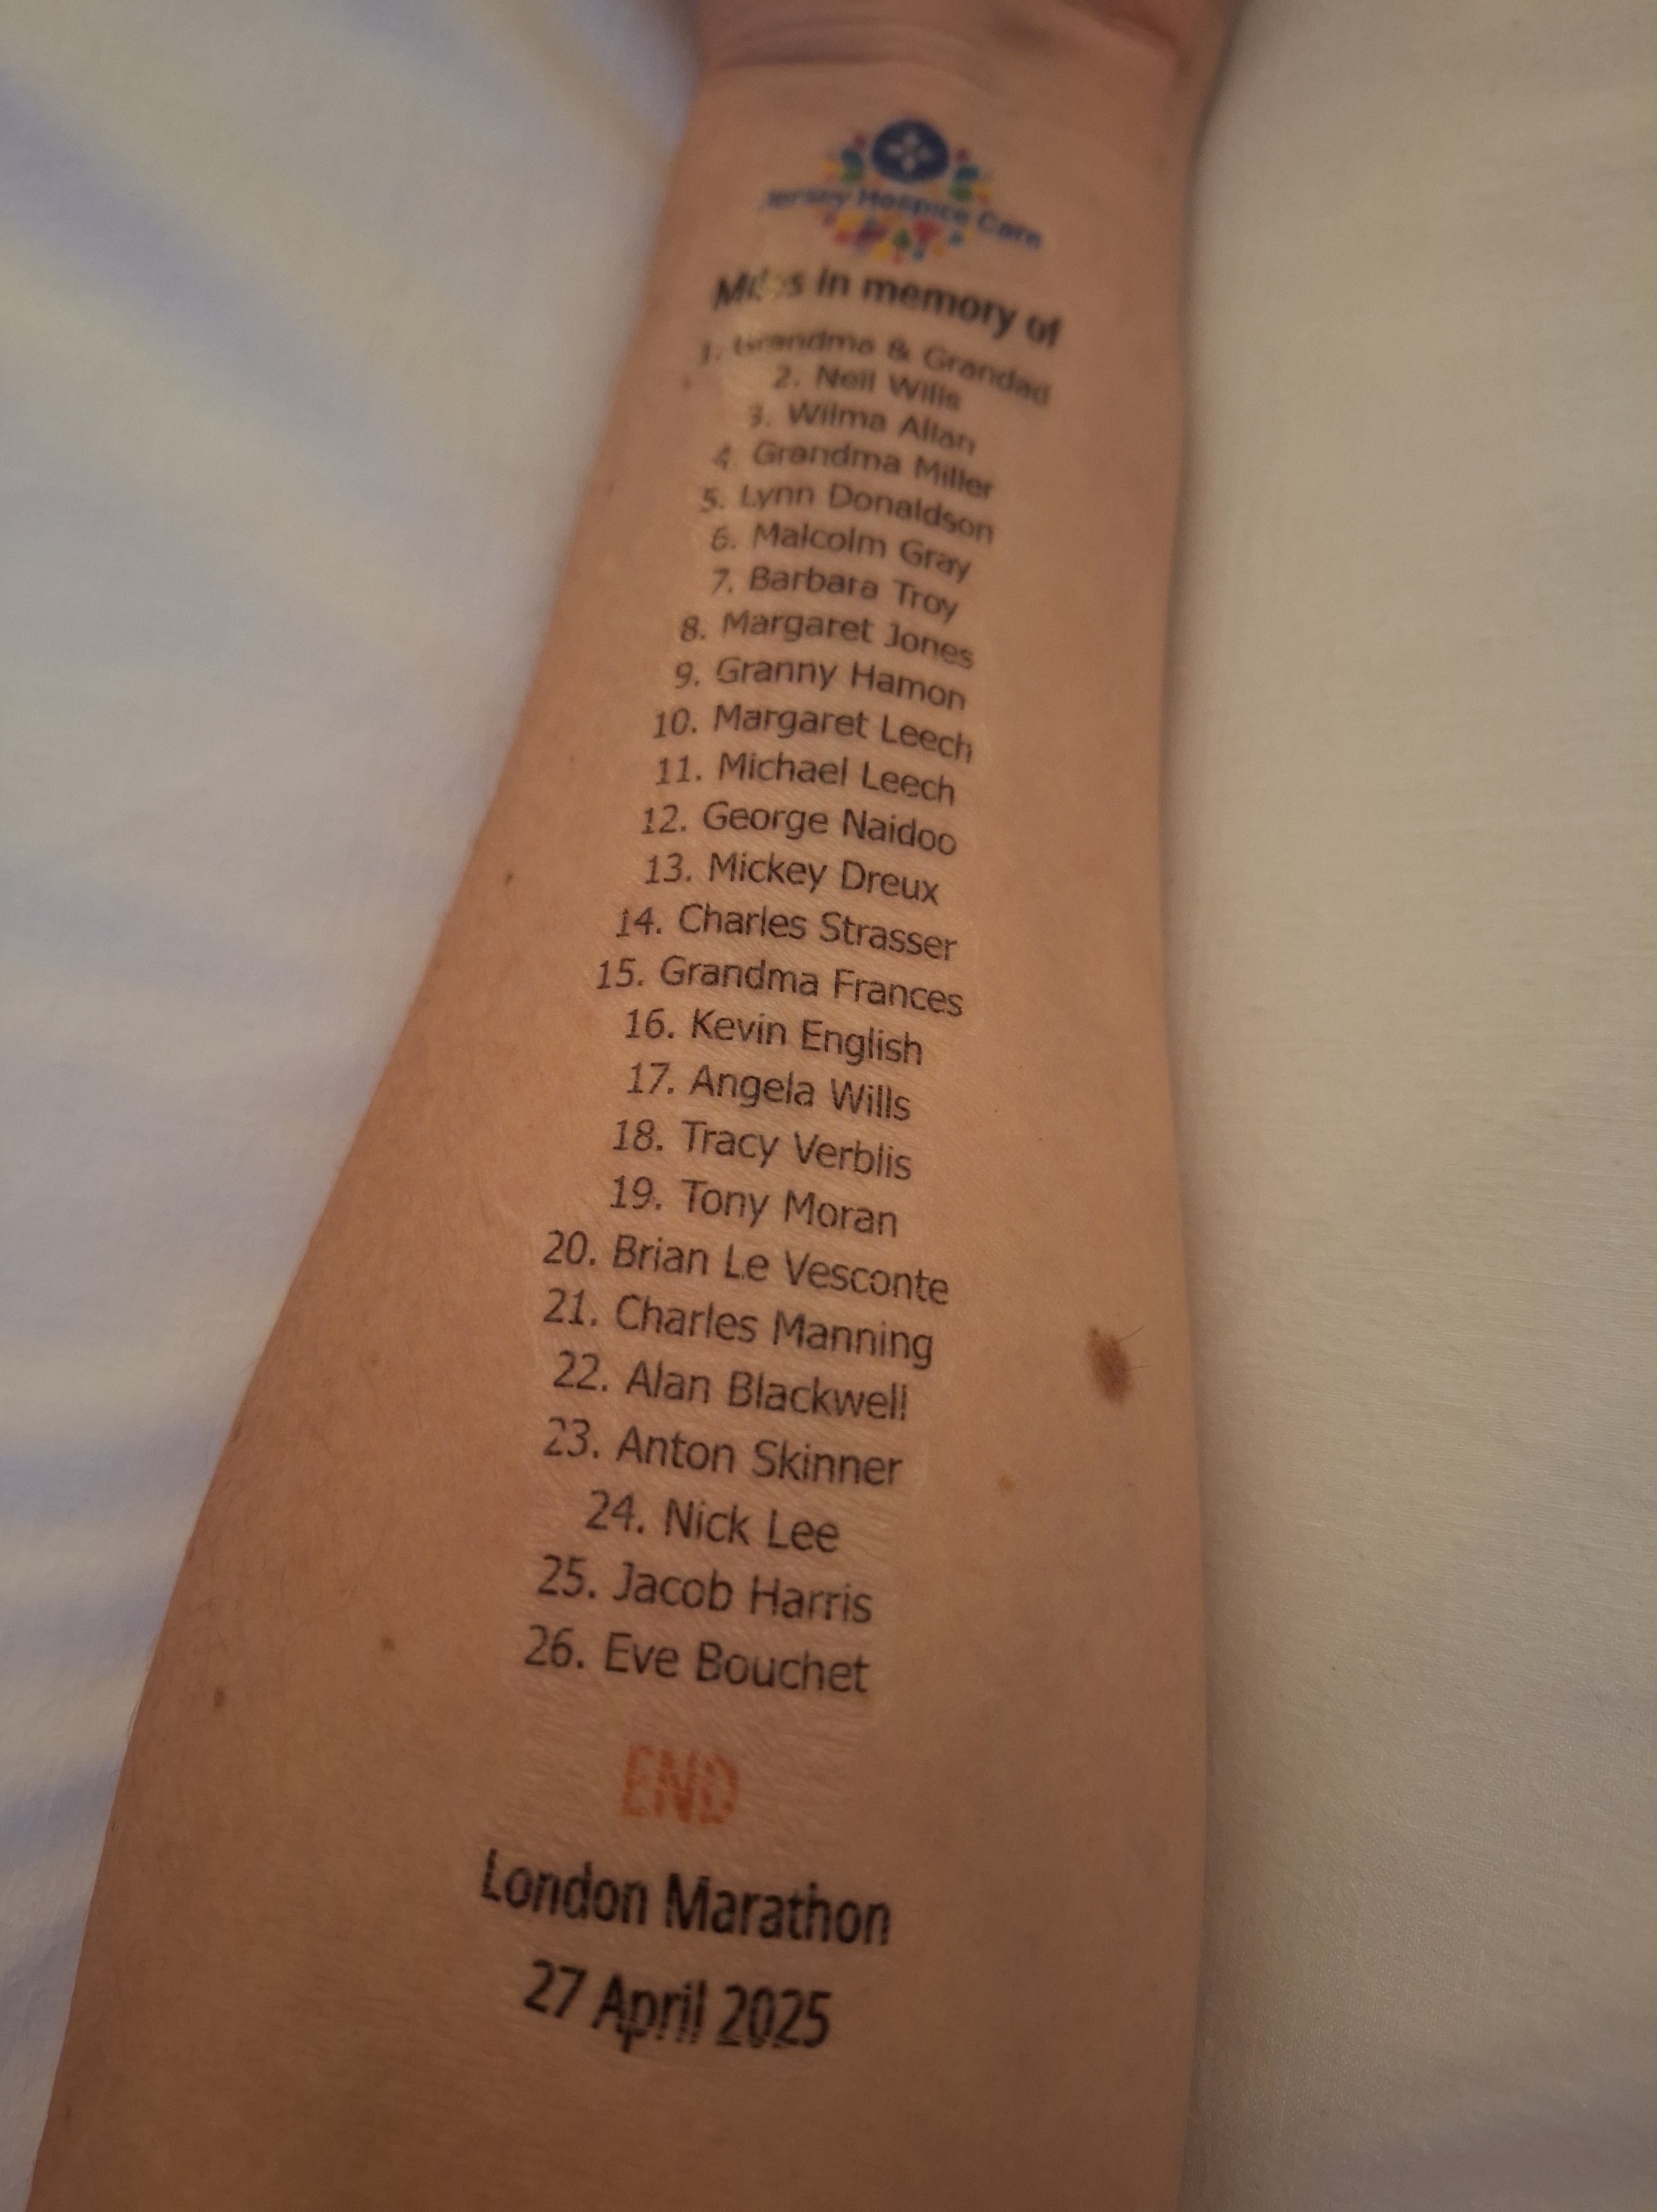 Jersey Hospice Care
Miles in memory of
1. Grandma & Grandad
2. Neil Wills
3. Wilma Allan
4. Grandma Miller
5. Lynn Donaldson
6. Malcolm Gray
7. Barbara Troy
8. Margaret Jones
9. Granny Hamon
10. Margaret Leech
11. Michael Leech
12. George Naidoo
13. Mickey Dreux
14. Charles Strasser
15. Grandma Frances
16. Kevin English
17. Angela Wills
18. Tracy Verblis
19. Tony Moran
20. Brian Le Vesconte
21. Charles Manning
22. Alan Blackwell
23. Anton Skinner
24. Nick Lee
25. Jacob Harris
26. Eve Bouchet
END
London Marathon
27 April 2025